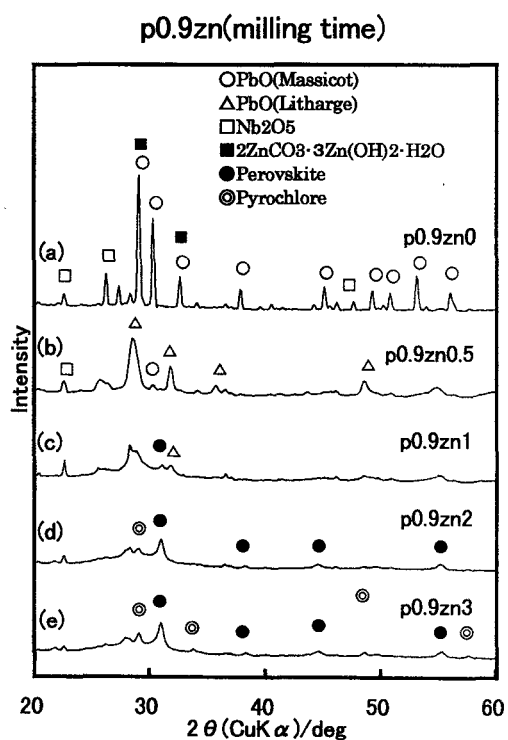 p0.9zn(milling time)
○PbO(Massicot)
△PbO(Litharge)
□Nb2O5
■2ZnCO3·3Zn(OH)2·H2O
●Perovskite
◎Pyrochlore
(a)
p0.9zn0
(b)
p0.9zn0.5
(c)
p0.9zn1
(d)
p0.9zn2
(e)
p0.9zn3
Intensity
20 30 40 50 60
2θ(CuKα)/deg